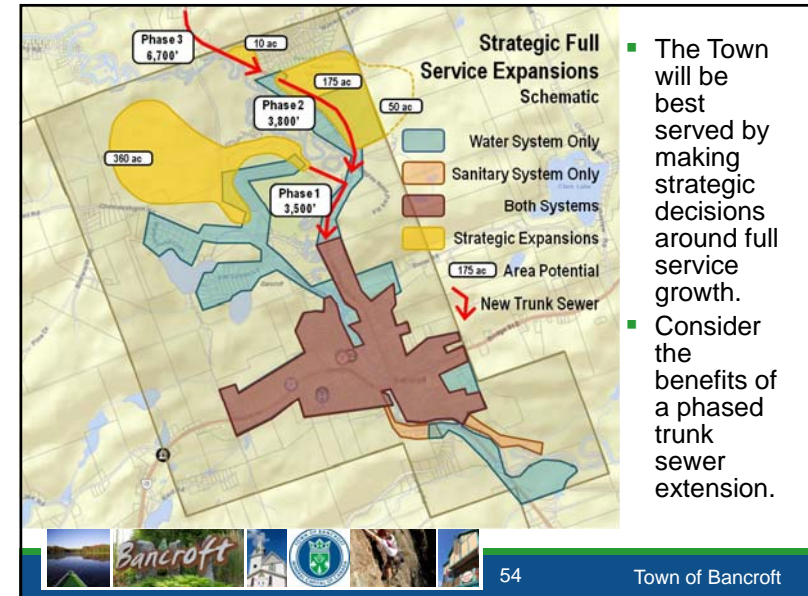 Phase 3
6,700'
10 ac
Strategic Full
Service Expansions
Schematic
175 ac
50 ac
Phase 2
3,800'
360 ac
Phase 1
3,500'
Water System Only
Sanitary System Only
Both Systems
Strategic Expansions
175 ac Area Potential
New Trunk Sewer
The Town
will be
best
served by
making
strategic
decisions
around full
service
growth.
Consider
the
benefits of
a phased
trunk
sewer
extension.
Bancroft
TOWN OF BANCROFT
54
Town of Bancroft